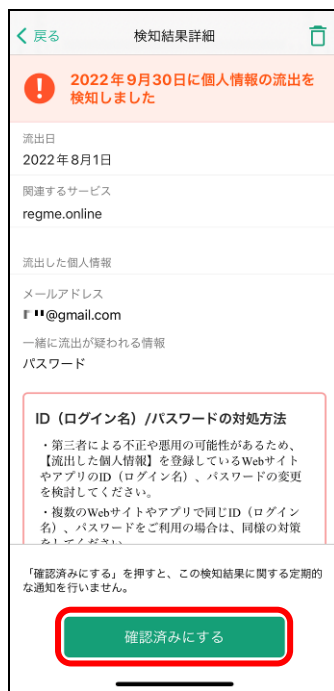 戻る 検知結果詳細
2022年9月30日に個人情報の流出を
検知しました
流出日
2022年8月1日
関連するサービス
regme.online
流出した個人情報
メールアドレス
@gmail.com
一緒に流出が疑われる情報
パスワード
ID（ログイン名）/パスワードの対処方法
・第三者による不正や悪用の可能性があるため、
【流出した個人情報】を登録しているWebサイト
やアプリのID（ログイン名）、パスワードの変更
を検討してください。
・複数のWebサイトやアプリで同じID（ログイン
名）、パスワードをご利用の場合は、同様の対策
をしてください
「確認済みにする」を押すと、この検知結果に関する定期的
な通知を行いません。
確認済みにする